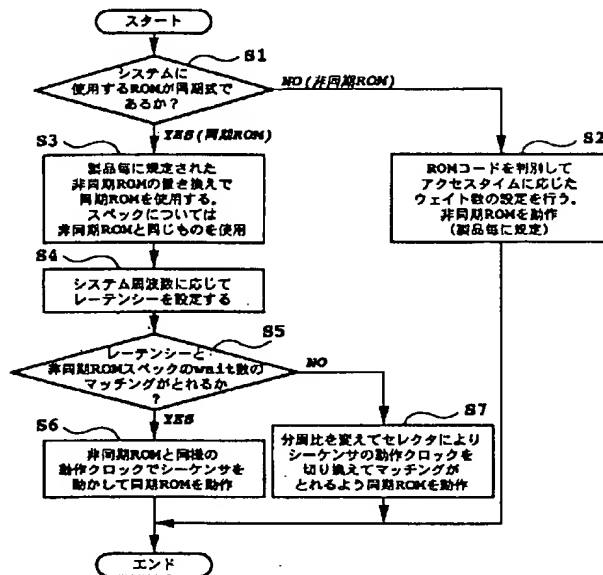 スタート
S1
システムに
使用するROMが同期式で
あるか?
NO(非同期ROM)
YES(同期ROM)
S3
製品毎に規定された
非同期ROMの置き換えで
同期ROMを使用する。
スペックについては
非同期ROMと同じものを使用
S2
ROMコードを判別して
アクセスタイムに応じた
ウェイト数の設定を行う。
非同期ROMを動作
(製品毎に規定)
S4
システム周波数に応じて
レーテンシーを設定する
S5
レーテンシーと
非同期ROMスペックのwait数の
マッチングがとれるか
?
NO
YES
S6
非同期ROMと同様の
動作クロックでシーケンサを
動かして同期ROMを動作
S7
分周比を変えてセレクタにより
シーケンサの動作クロックを
切り換えてマッチングが
とれるよう同期ROMを動作
エンド